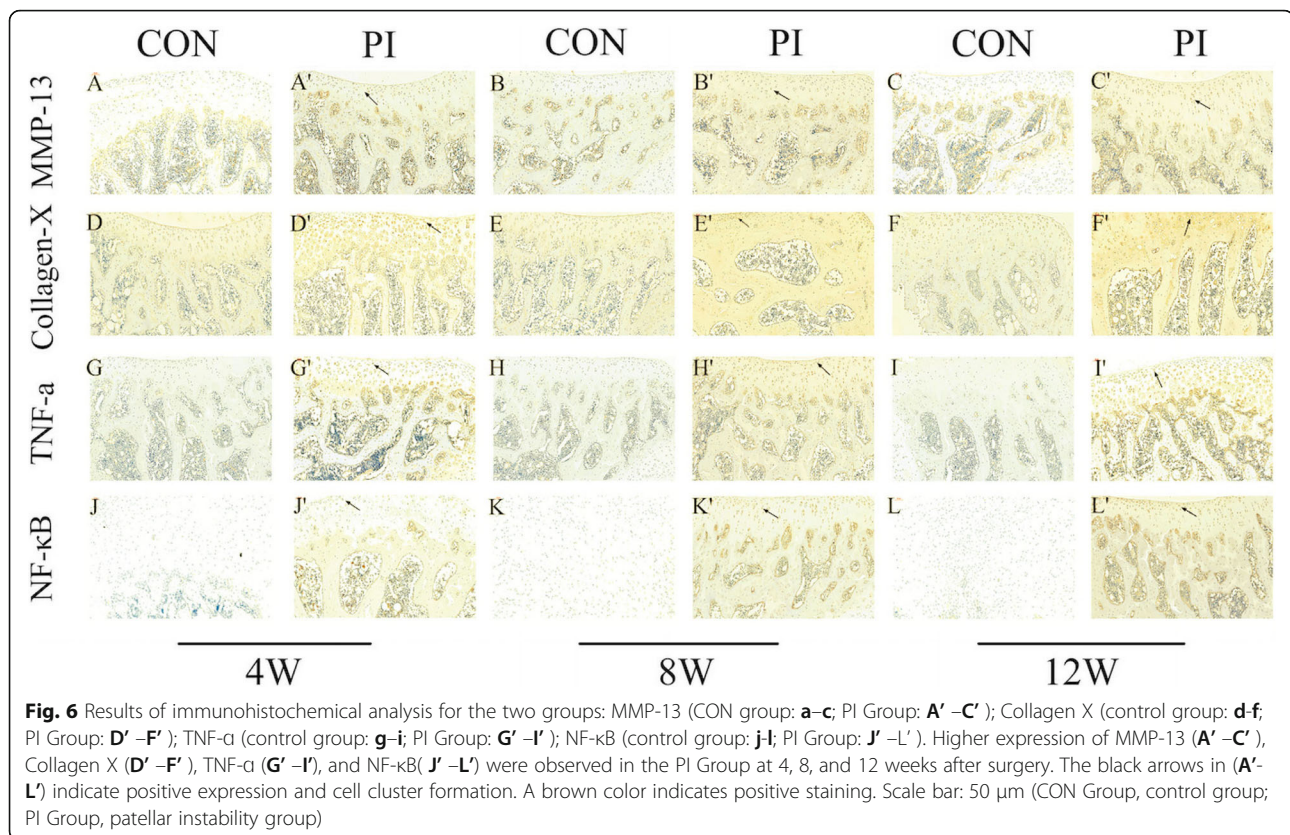 CON PI CON PI CON PI
MMP-13
A A' B B' C C'
Collagen-X
D D' E E' F F'
TNF-a
G G' H H' I I'
NF-κB
J J' K K' L L'
4W 8W 12W
Fig. 6 Results of immunohistochemical analysis for the two groups: MMP-13 (CON group: a–c; PI Group: A′ –C′ ); Collagen X (control group: d-f;
PI Group: D′ –F′ ); TNF-α (control group: g–i; PI Group: G′ –I′ ); NF-κB (control group: j-l; PI Group: J′ –L′ ). Higher expression of MMP-13 (A′ –C′ ),
Collagen X (D′ –F′ ), TNF-α (G′ –I′), and NF-κB( J′ –L′) were observed in the PI Group at 4, 8, and 12 weeks after surgery. The black arrows in (A′-
L′) indicate positive expression and cell cluster formation. A brown color indicates positive staining. Scale bar: 50 μm (CON Group, control group;
PI Group, patellar instability group)